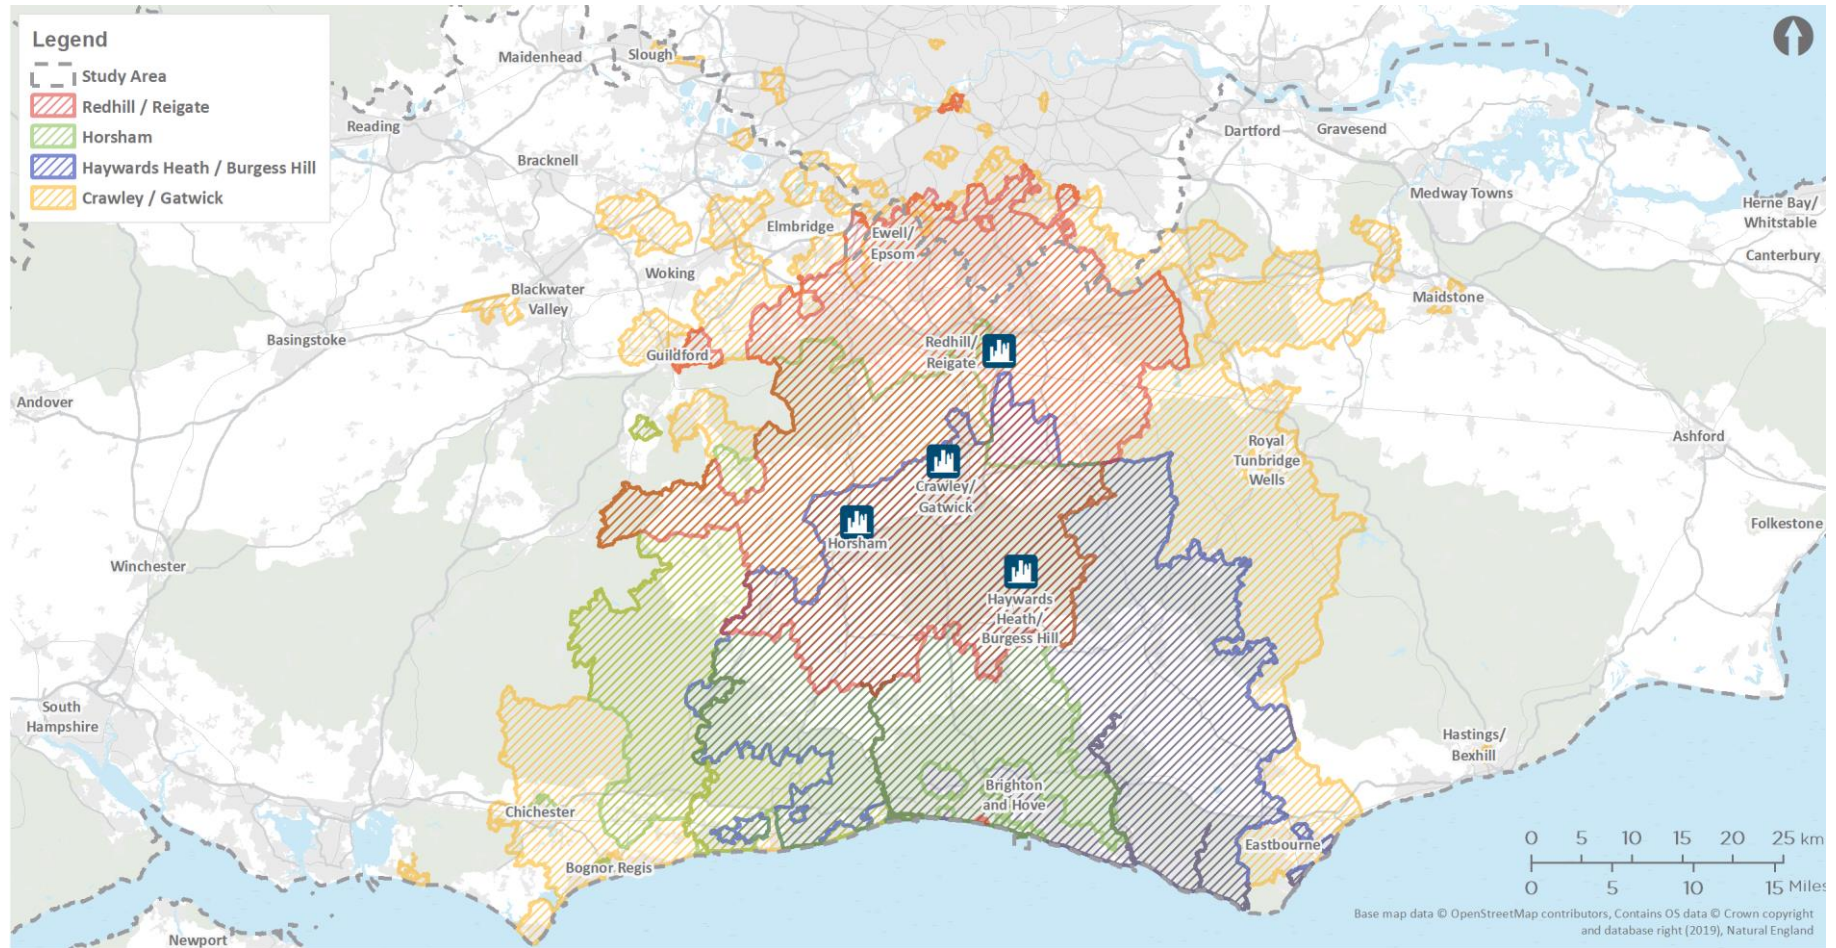 Legend
Study Area
Redhill / Reigate
Horsham
Haywards Heath / Burgess Hill
Crawley / Gatwick
Maidenhead
Slough
Reading
Bracknell
Dartford
Gravesend
Medway Towns
Herne Bay/
Whitstable
Canterbury
Elmbridge
Ewell/
Epsom
Woking
Blackwater
Valley
Maidstone
Basingstoke
Guildford
Redhill/
Reigate
Andover
Ashford
Royal
Tunbridge
Wells
Crawley/
Gatwick
Horsham
Folkestone
Winchester
Haywards
Heath/
Burgess Hill
South
Hampshire
Hastings/
Bexhill
Chichester
Brighton
and Hove
Eastbourne
Bognor Regis
Newport
0 5 10 15 20 25 km
0 5 10 15 Miles
Base map data © OpenStreetMap contributors, Contains OS data © Crown copyright
and database right (2019), Natural England